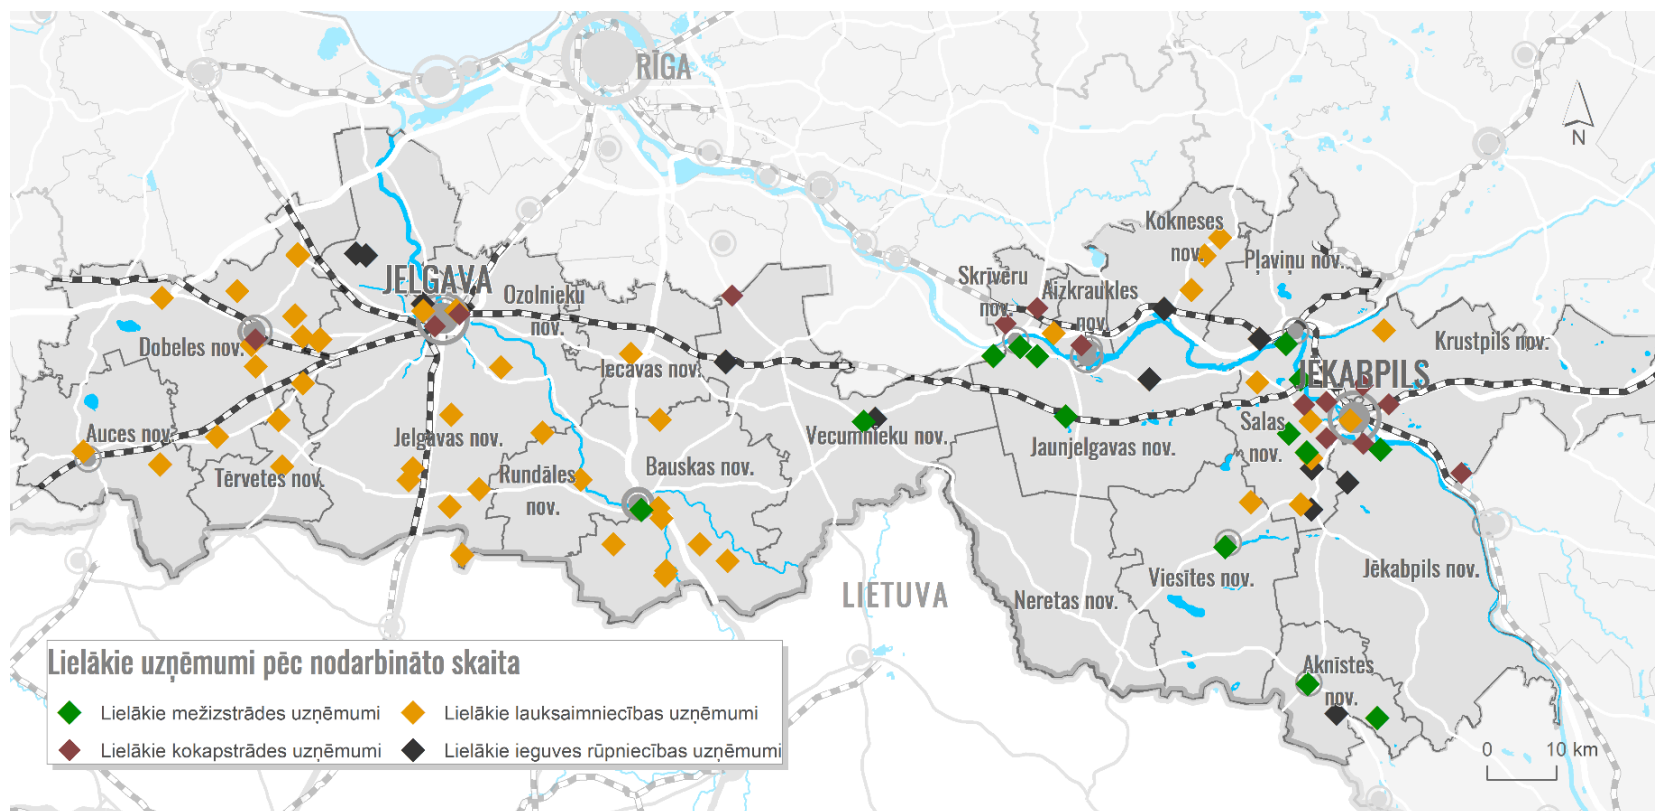 RĪGA
N
Kokneses
nov.
Pļaviņu nov.
JELGAVA
Skrīveru
nov.
Aizkraukles
nov.
Ozolnieku
nov.
Dobeles nov.
Krustpils nov.
Iecavas nov.
JĒKABPILS
Auces nov.
Jelgavas nov.
Vecumnieku nov.
Jaunjelgavas nov.
Salas
nov.
Tērvetes nov.
Rundāles
nov.
Bauskas nov.
LIETUVA
Neretas nov.
Viesītes nov.
Jēkabpils nov.
Aknīstes
nov.
Lielākie uzņēmumi pēc nodarbināto skaita
Lielākie mežizstrādes uzņēmumi
Lielākie lauksaimniecības uzņēmumi
Lielākie kokapstrādes uzņēmumi
Lielākie ieguves rūpniecības uzņēmumi
0 10 km